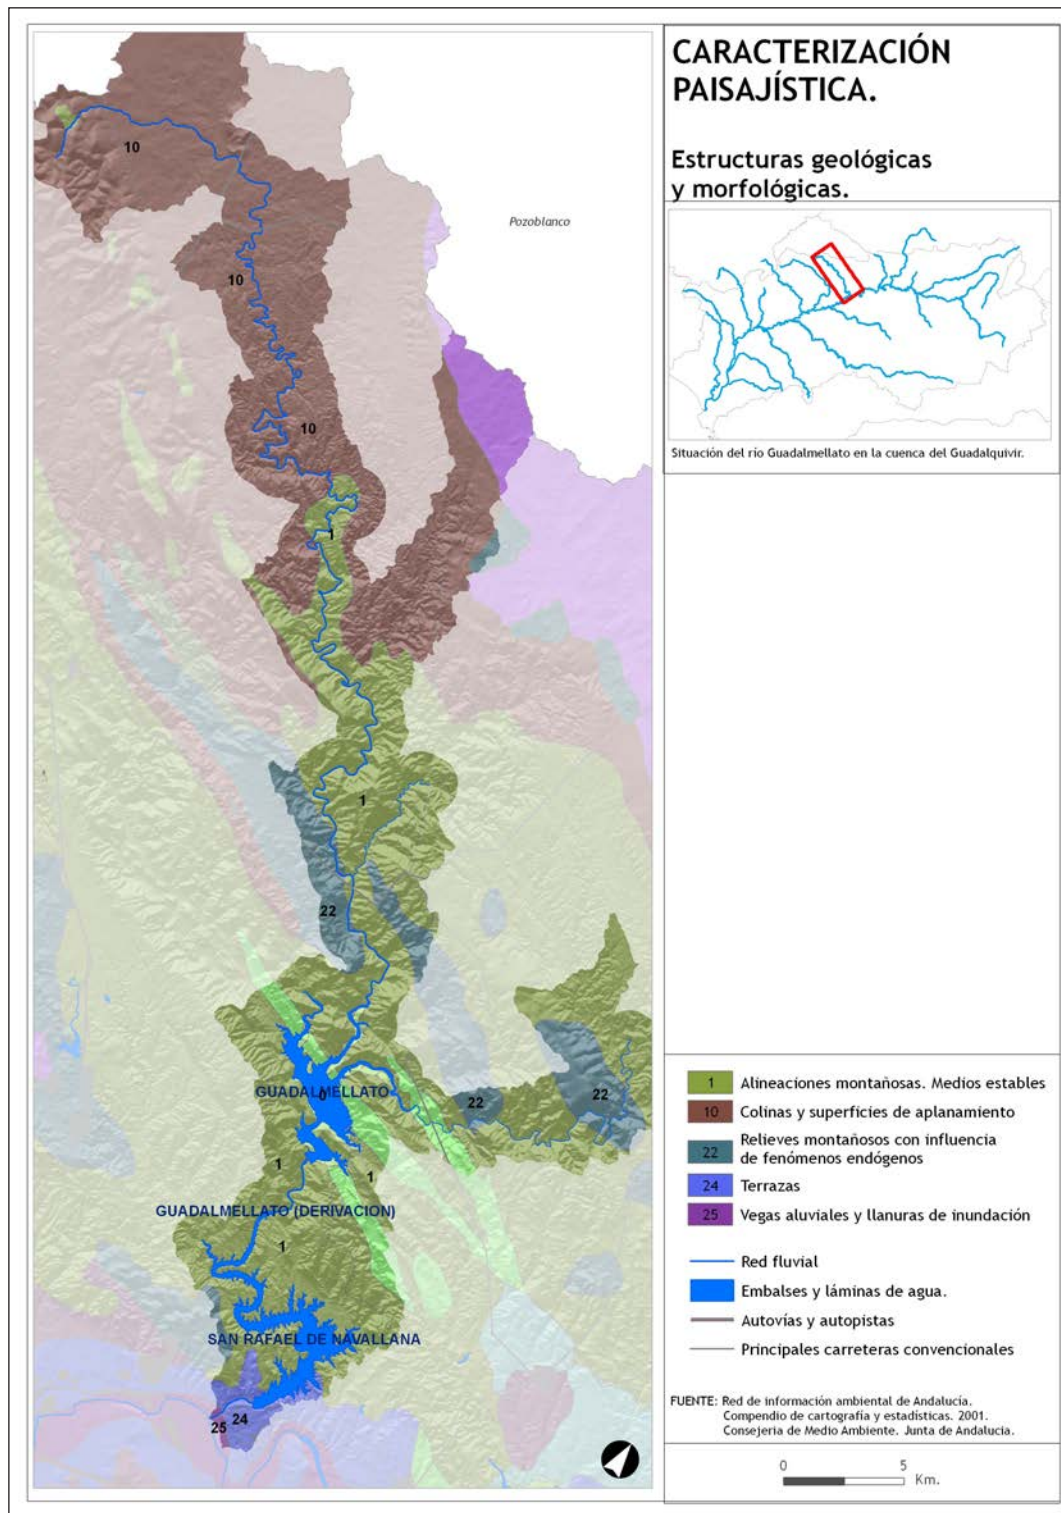 CARACTERIZACIÓN
PAISAJÍSTICA.
Estructuras geológicas
y morfológicas.
Situación del río Guadalmellato en la cuenca del Guadalquivir.
Pozoblanco
10
10
10
1
1
22
GUADALMELLATO
0
22
22
1
1
GUADALMELLATO (DERIVACION)
1
SAN RAFAEL DE NAVALLANA
25
24
1 Alineaciones montañosas. Medios estables
10 Colinas y superficies de aplanamiento
22 Relieves montañosos con influencia
de fenómenos endógenos
24 Terrazas
25 Vegas aluviales y llanuras de inundación
Red fluvial
Embalses y láminas de agua.
Autovías y autopistas
Principales carreteras convencionales
FUENTE: Red de información ambiental de Andalucía.
Compendio de cartografía y estadísticas. 2001.
Consejeria de Medio Ambiente. Junta de Andalucia.
0 5
Km.